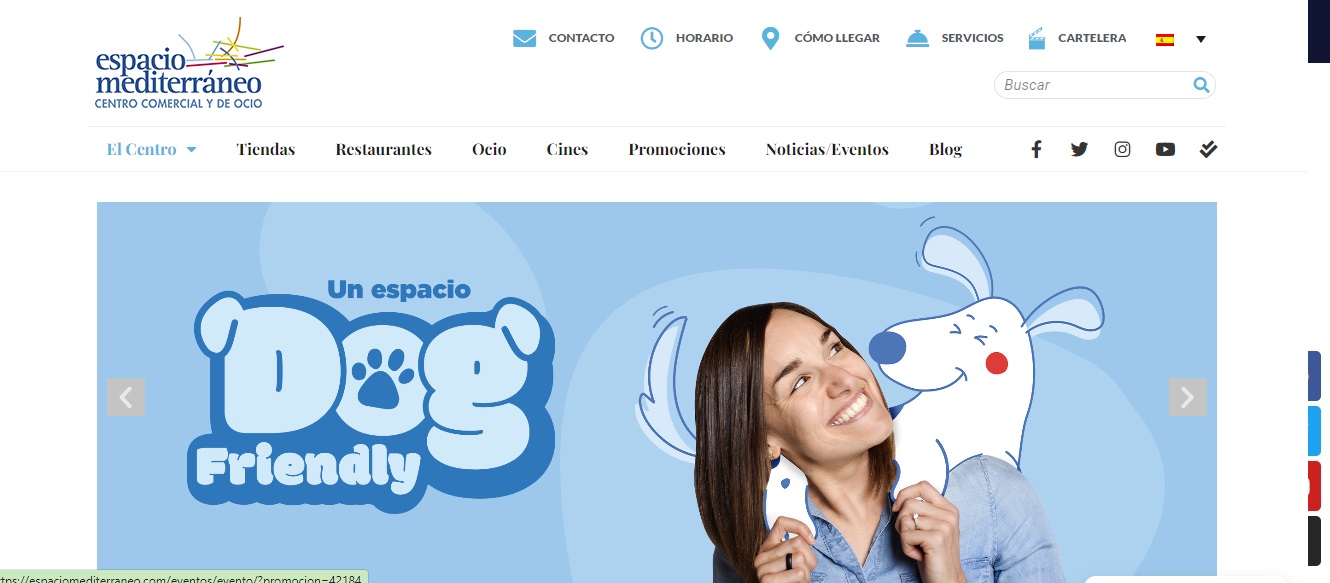 espacio
mediterráneo
CENTRO COMERCIAL Y DE OCIO
CONTACTO HORARIO CÓMO LLEGAR SERVICIOS CARTELERA
Buscar
El Centro Tiendas Restaurantes Ocio Cines Promociones Noticias/Eventos Blog
Un espacio
Dog
Friendly
ttps://espaciomediterraneo.com/eventos/evento/?promocion=42184